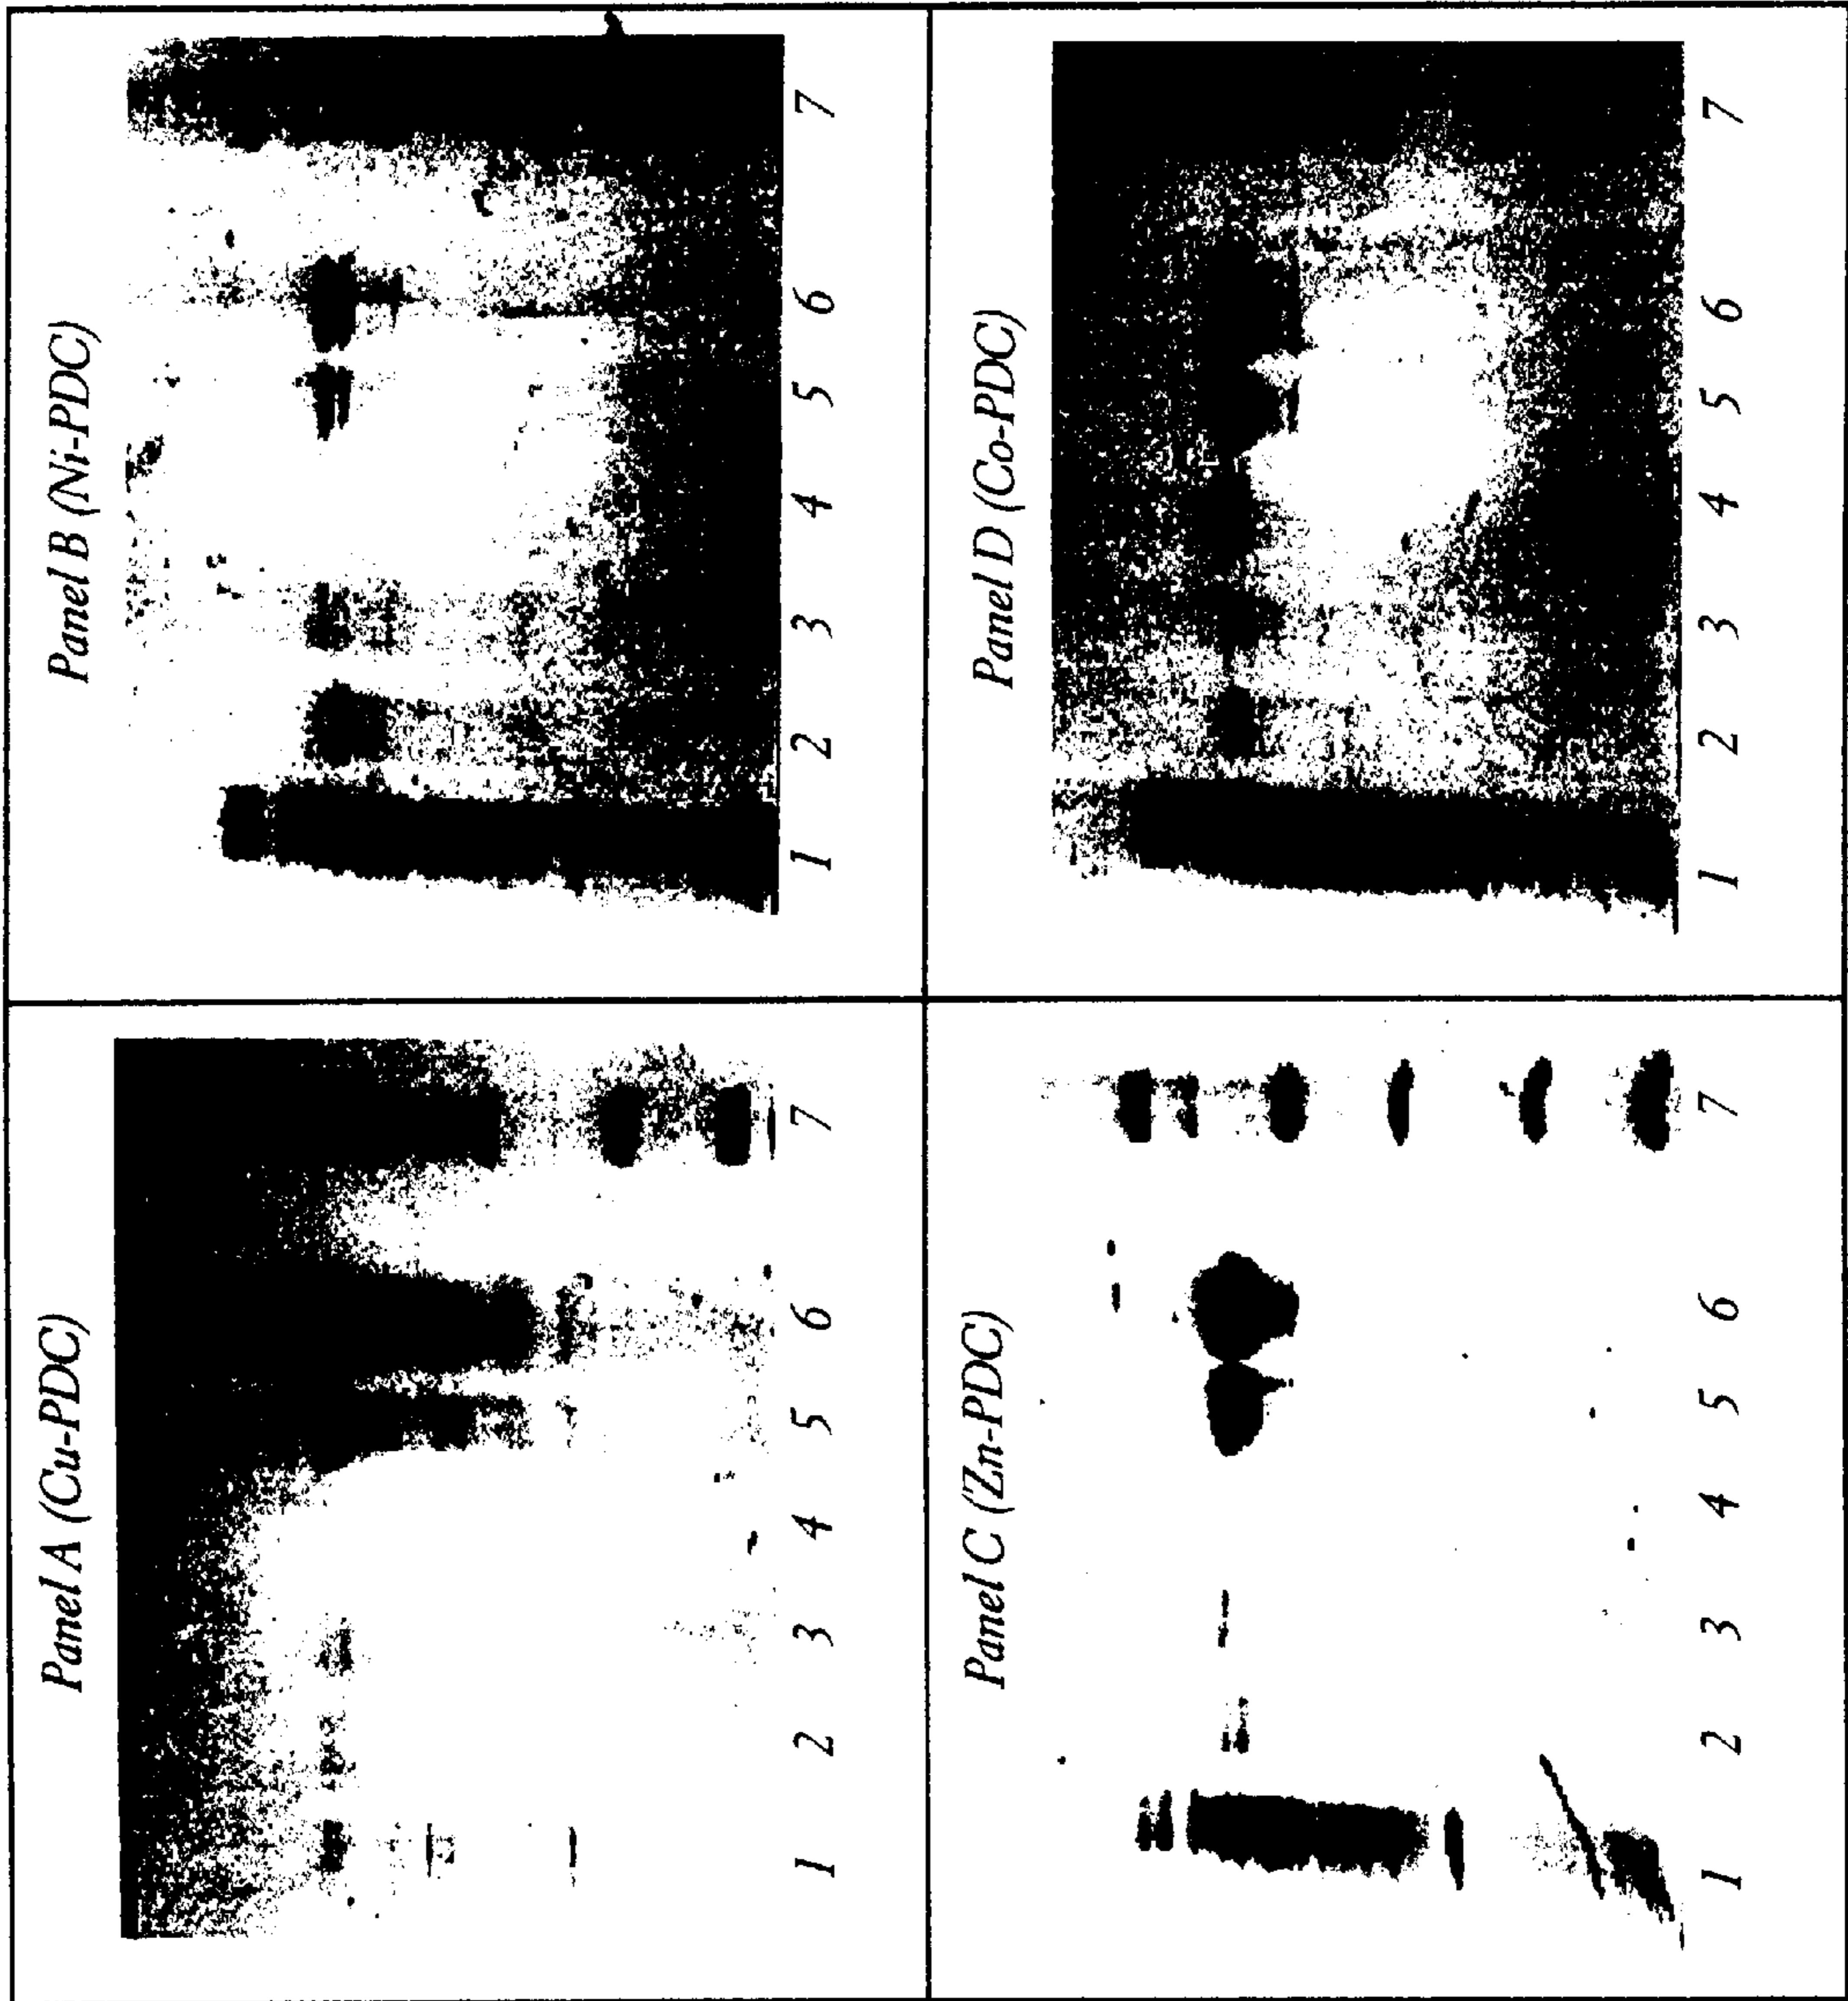 Panel A (Cu-PDC)
1 2 3 4 5 6 7
Panel B (Ni-PDC)
1 2 3 4 5 6 7
Panel C (Zn-PDC)
1 2 3 4 5 6 7
Panel D (Co-PDC)
1 2 3 4 5 6 7